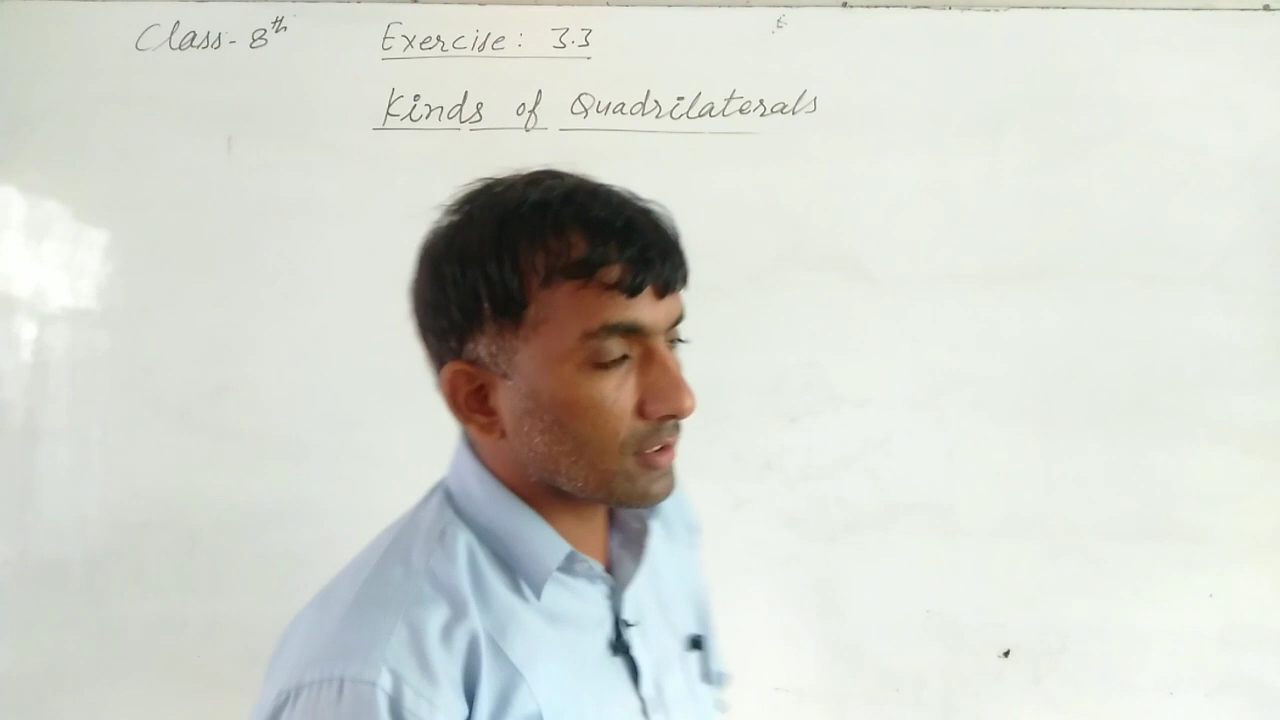 Class-8th Exercise: 3.3
Kinds of Quadrilaterals